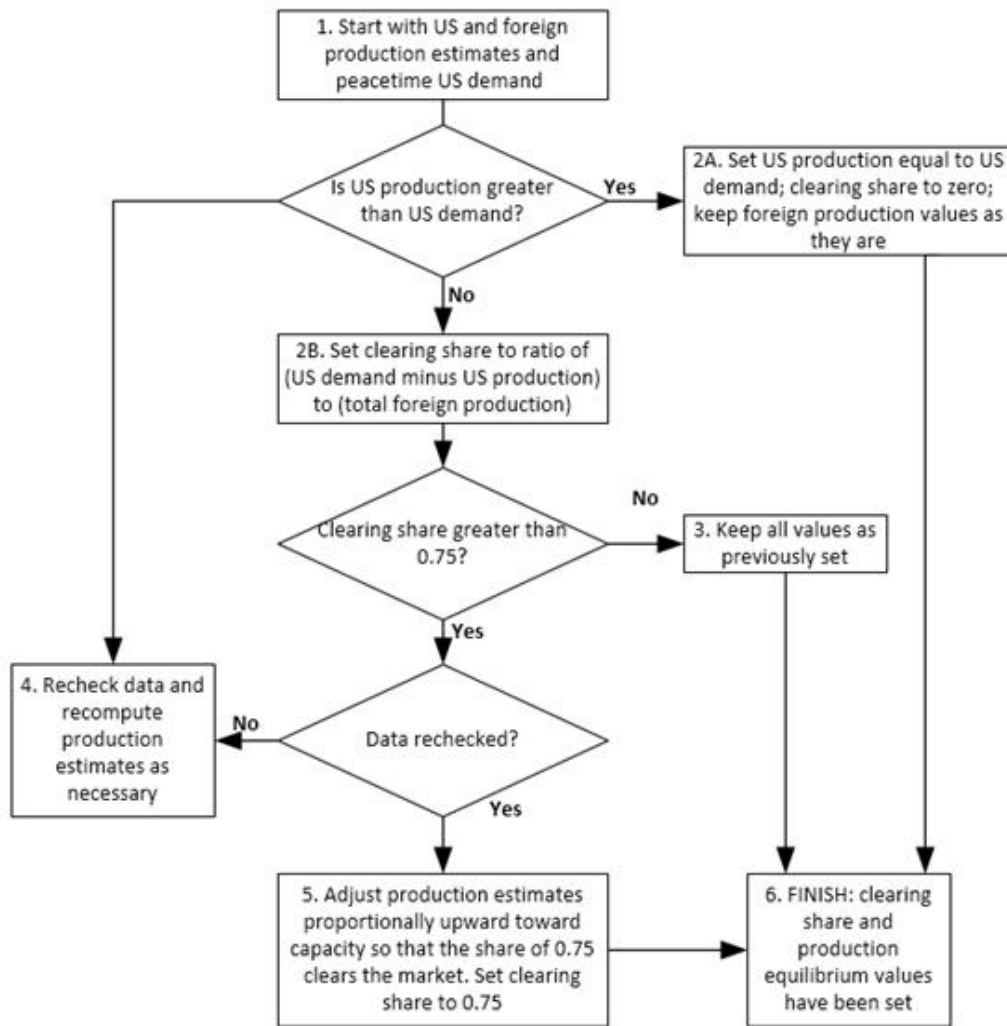 1. Start with US and foreign
production estimates and
peacetime US demand
Is US production greater
than US demand?
Yes
2A. Set US production equal to US
demand; clearing share to zero;
keep foreign production values as
they are
No
2B. Set clearing share to ratio of
(US demand minus US production)
to (total foreign production)
Clearing share greater than
0.75?
No
3. Keep all values as
previously set
Yes
Data rechecked?
No
4. Recheck data and
recompute
production
estimates as
necessary
Yes
5. Adjust production estimates
proportionally upward toward
capacity so that the share of 0.75
clears the market. Set clearing
share to 0.75
6. FINISH: clearing
share and
production
equilibrium values
have been set